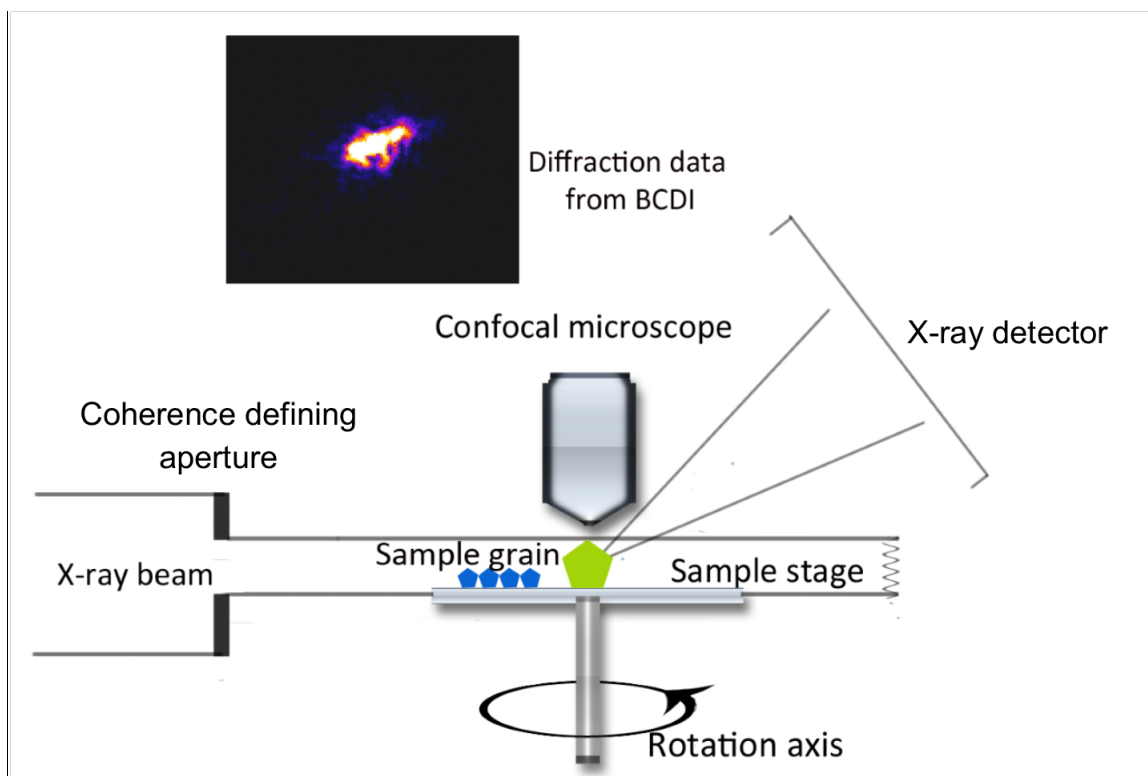 Diffraction data
from BCDI
Confocal microscope
X-ray detector
Coherence defining
aperture
X-ray beam
Sample grain
Sample stage
Rotation axis